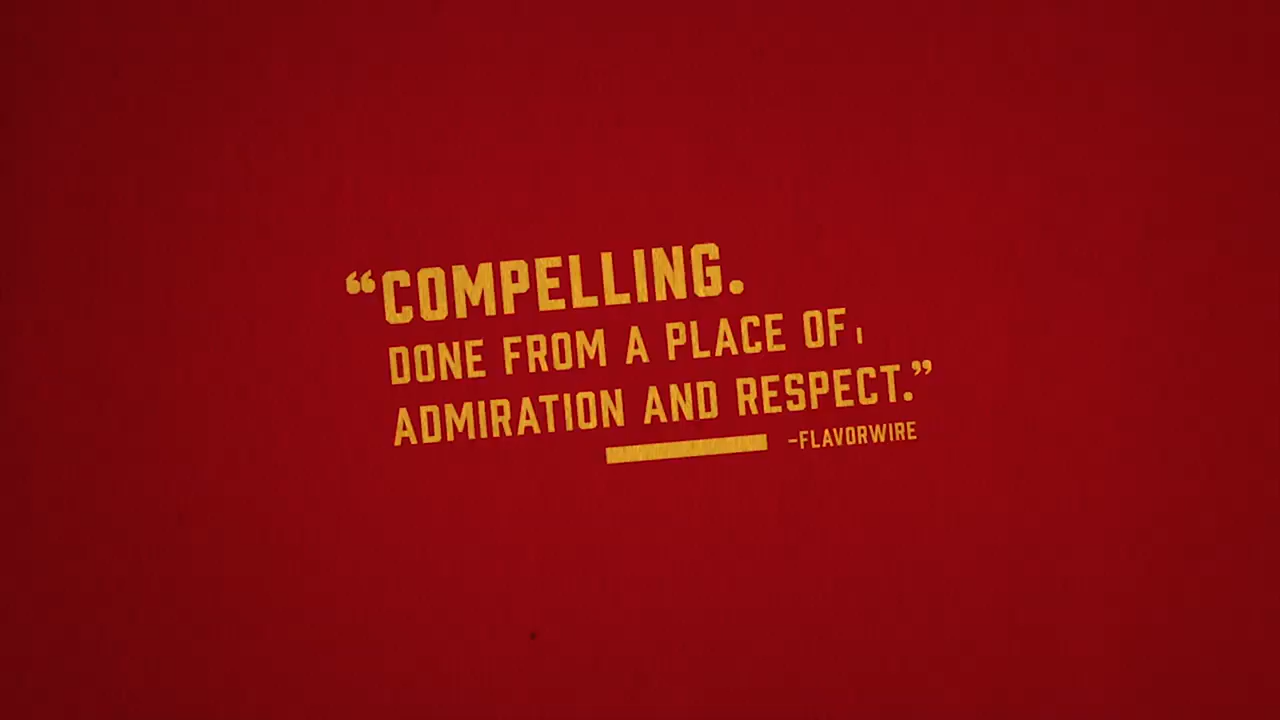 “COMPELLING.
DONE FROM A PLACE OF,
ADMIRATION AND RESPECT.”
–FLAVORWIRE